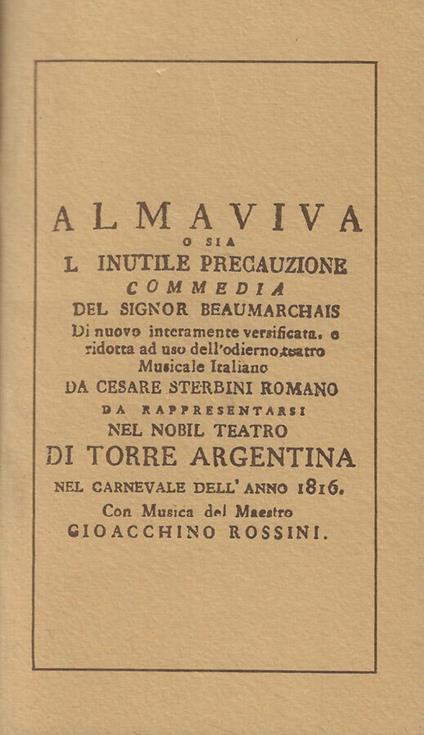 ALMAVIVA
O SIA
L INUTILE PRECAUZIONE
COMMEDIA
DEL SIGNOR BEAUMARCHAIS
Di nuovo interamente versificata, e
ridotta ad uso dell'odierno teatro
Musicale Italiano
DA CESARE STERBINI ROMANO
DA RAPPRESENTARSI
NEL NOBIL TEATRO
DI TORRE ARGENTINA
NEL CARNEVALE DELL' ANNO 1816.
Con Musica del Maestro
GIOACCHINO ROSSINI.